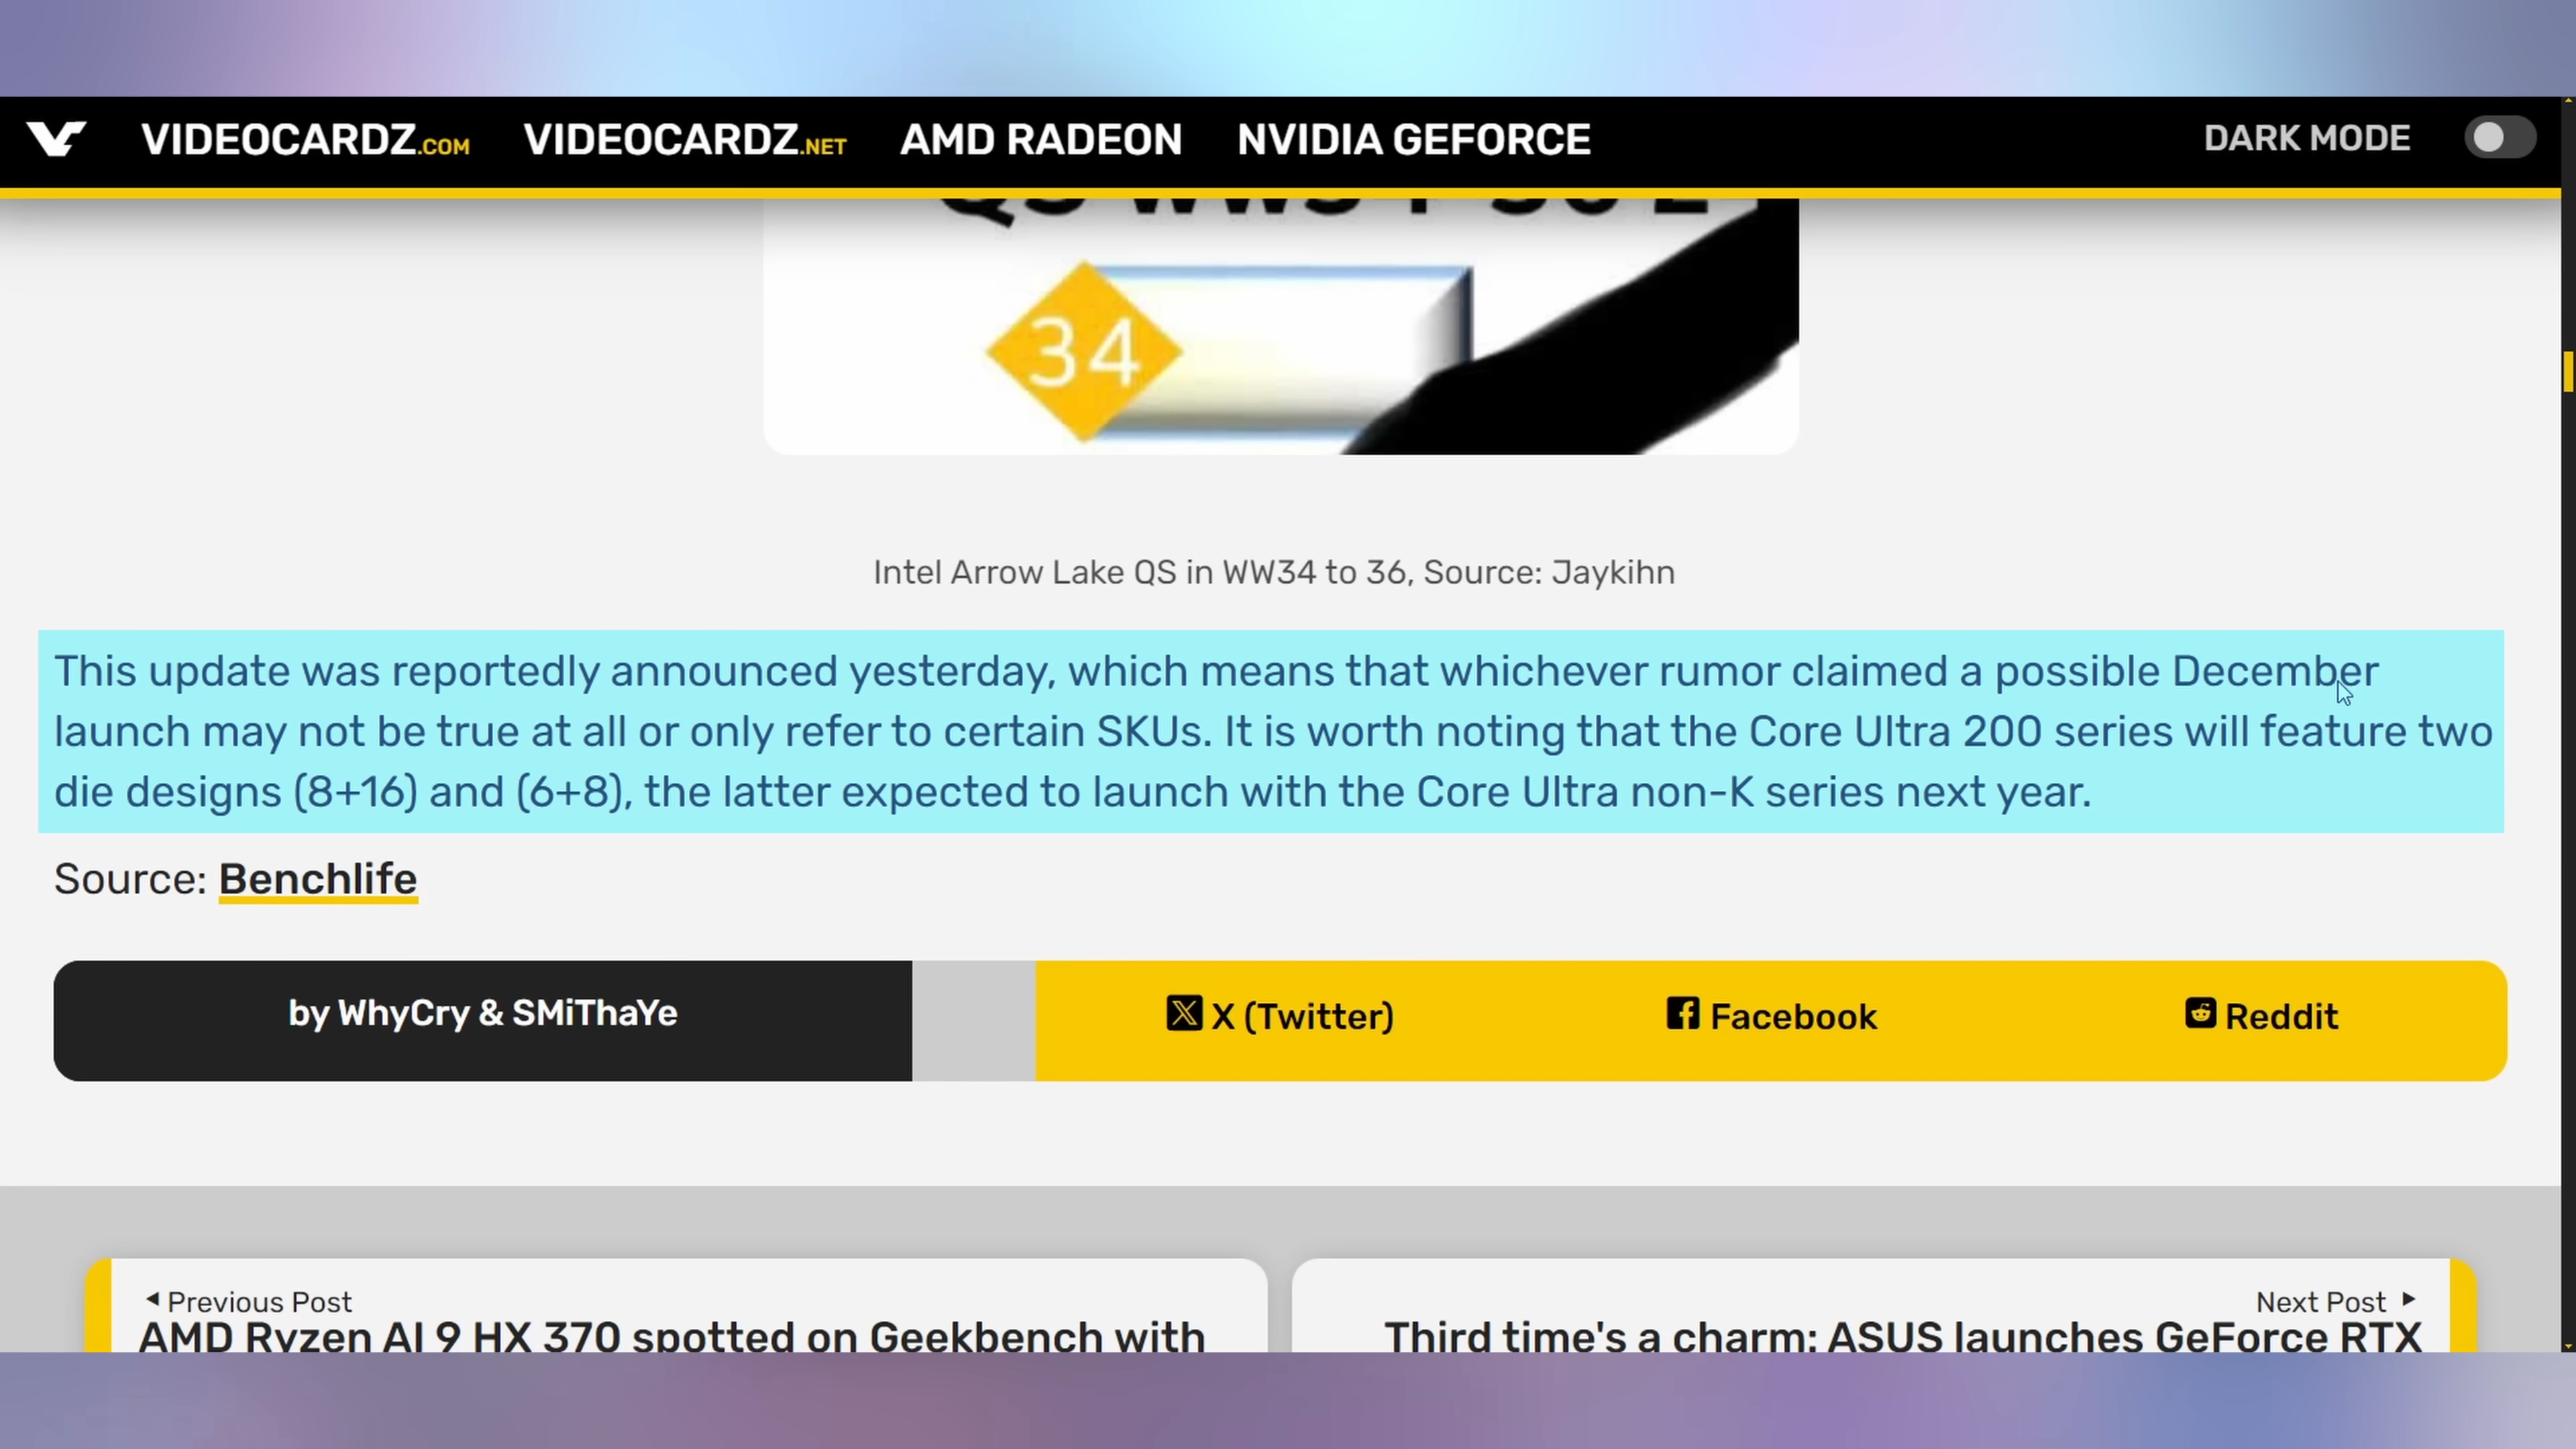 VIDEOCARDZ.COM VIDEOCARDZ.NET AMD RADEON NVIDIA GEFORCE DARK MODE
34
Intel Arrow Lake QS in WW34 to 36, Source: Jaykihn
This update was reportedly announced yesterday, which means that whichever rumor claimed a possible December
launch may not be true at all or only refer to certain SKUs. It is worth noting that the Core Ultra 200 series will feature two
die designs (8+16) and (6+8), the latter expected to launch with the Core Ultra non-K series next year.
Source: Benchlife
by WhyCry & SMiThaYe X (Twitter) Facebook Reddit
Previous Post
AMD Ryzen AI 9 HX 370 spotted on Geekbench with
Next Post
Third time's a charm: ASUS launches GeForce RTX